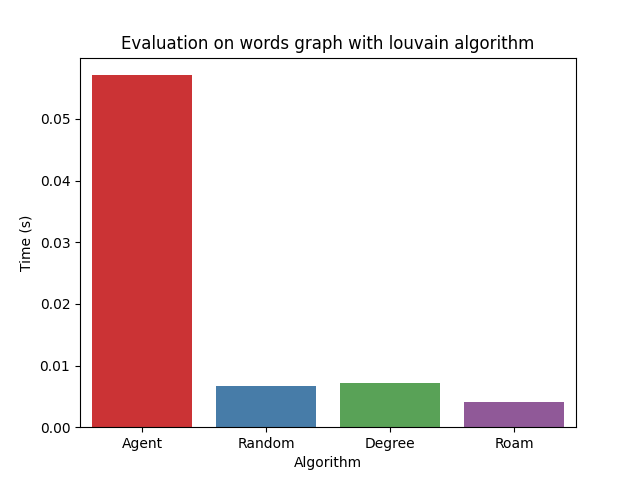 Evaluation on words graph with louvain algorithm
Time (s)
0.05
0.04
0.03
0.02
0.01
0.00
Agent Random Degree Roam
Algorithm